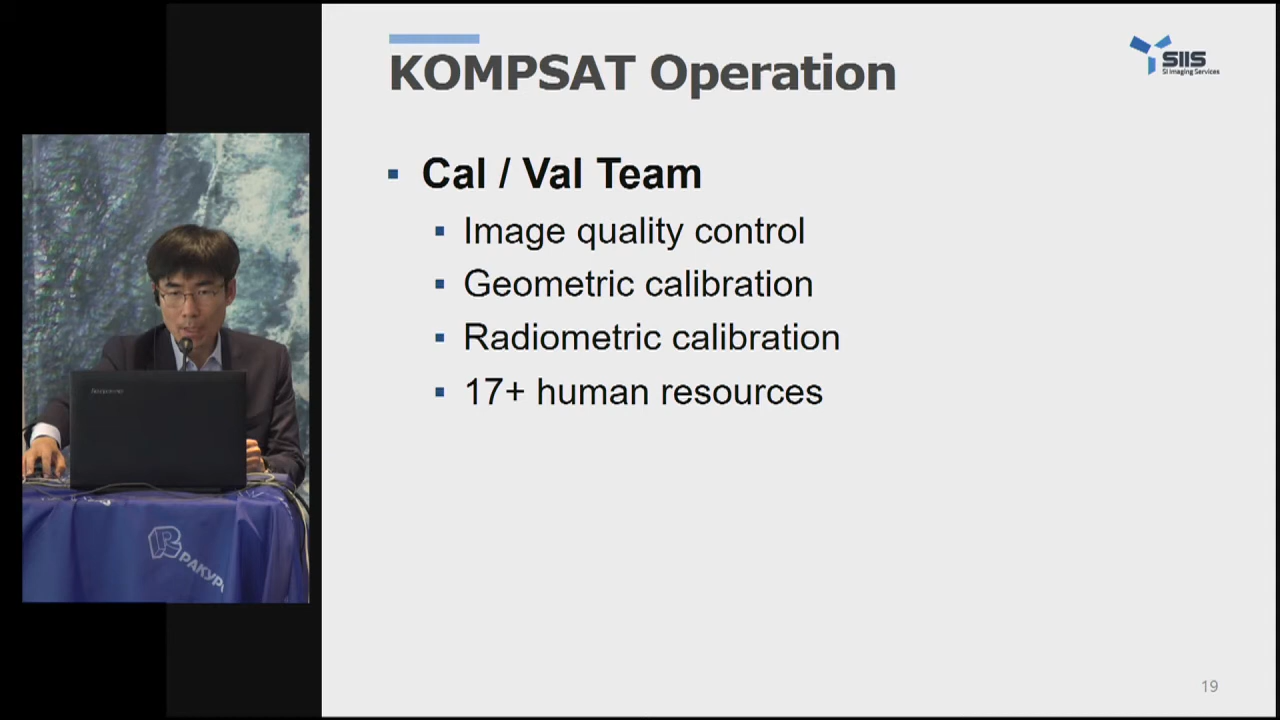 KOMPSAT Operation
SIIS
SI Imaging Services
▪ Cal / Val Team
▪ Image quality control
▪ Geometric calibration
▪ Radiometric calibration
▪ 17+ human resources
19